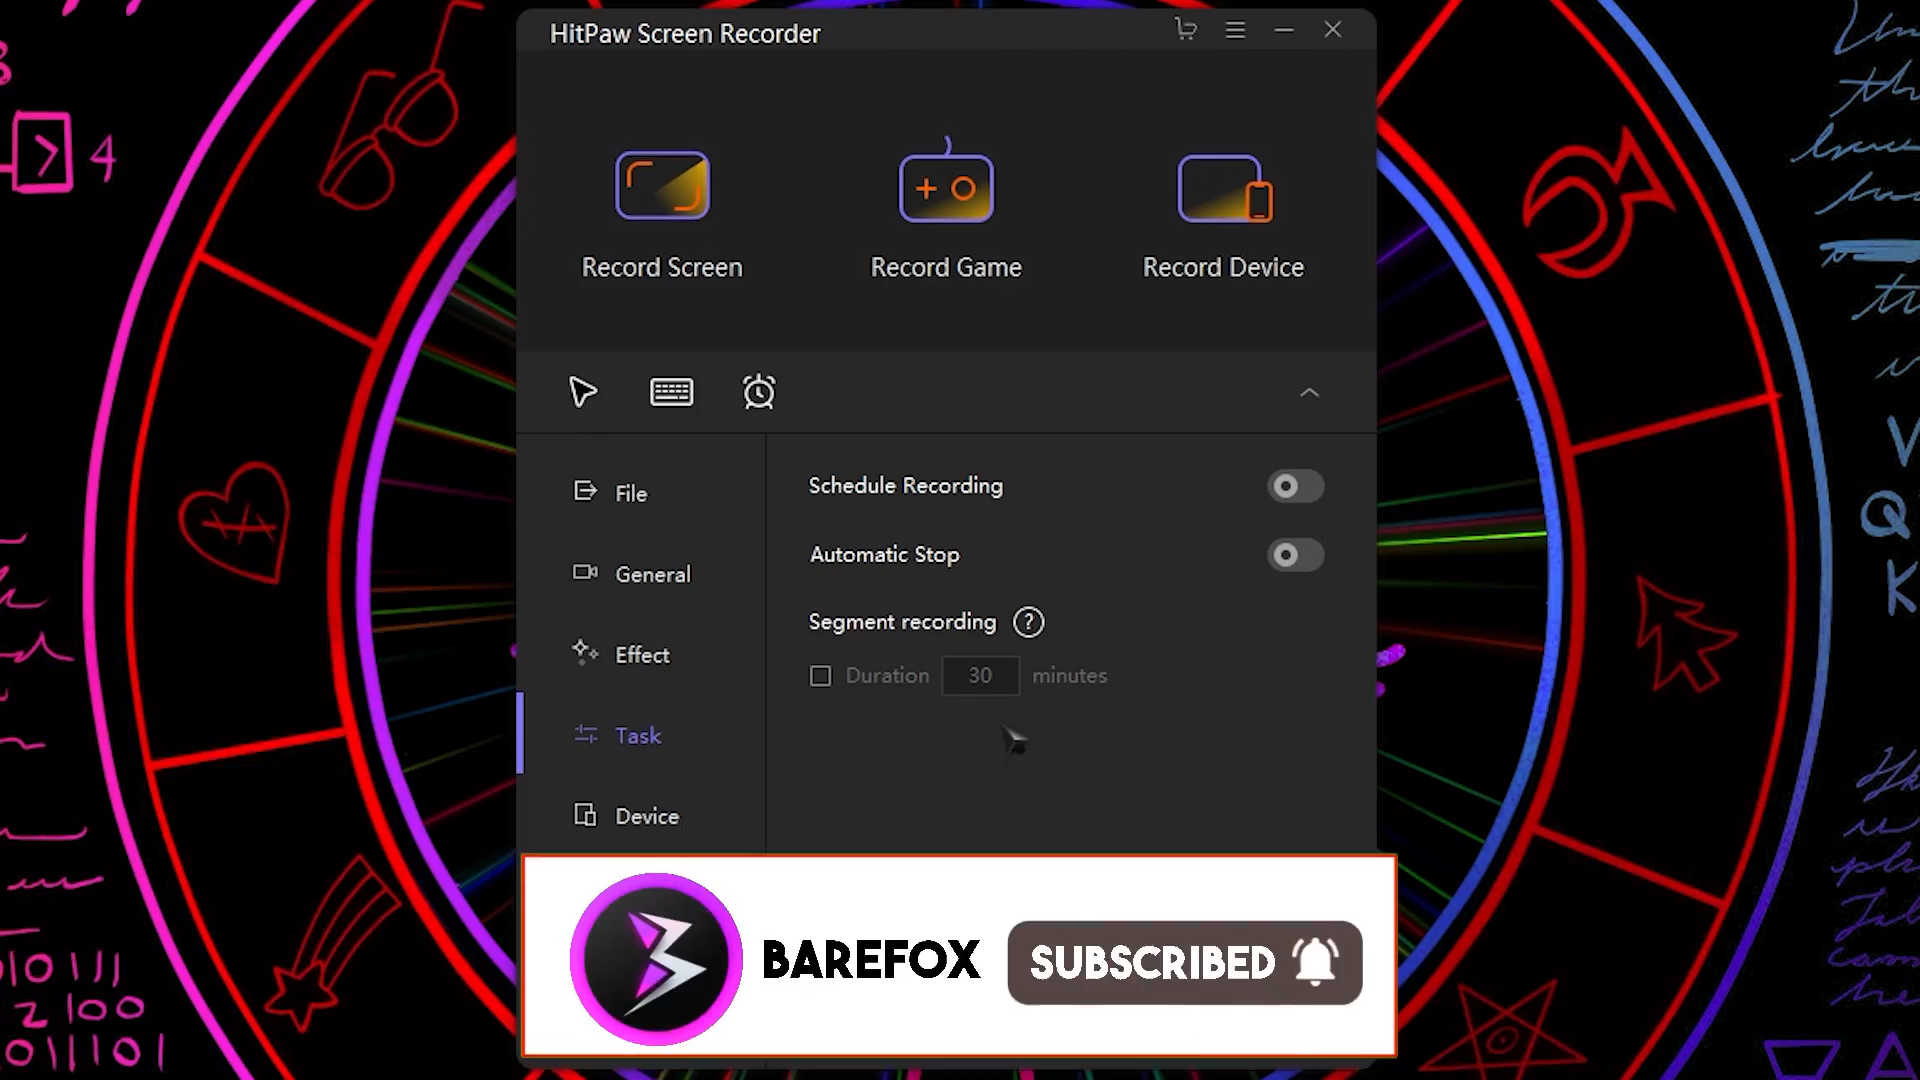 HitPaw Screen Recorder
Record Screen
Record Game
Record Device
File
General
Effect
Task
Device
Schedule Recording
Automatic Stop
Segment recording ?
Duration 30 minutes
BAREFOX
SUBSCRIBED
4
V
Q
K